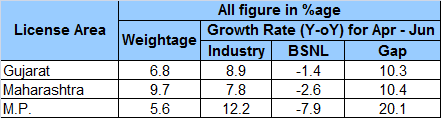 All figure in %age
License Area
Weightage
Growth Rate (Y-oY) for Apr - Jun
Industry BSNL Gap
Gujarat 6.8 8.9 -1.4 10.3
Maharashtra 9.7 7.8 -2.6 10.4
M.P. 5.6 12.2 -7.9 20.1